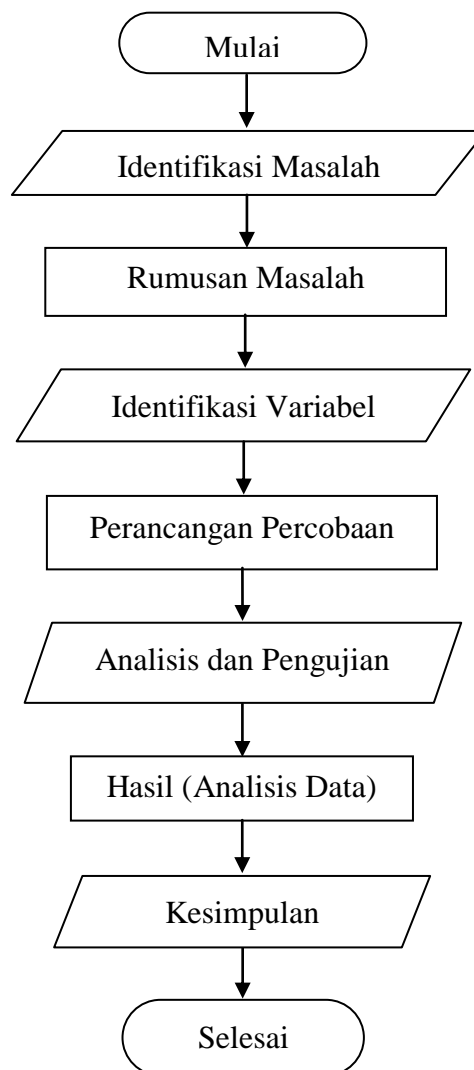 Mulai
Identifikasi Masalah
Rumusan Masalah
Identifikasi Variabel
Perancangan Percobaan
Analisis dan Pengujian
Hasil (Analisis Data)
Kesimpulan
Selesai